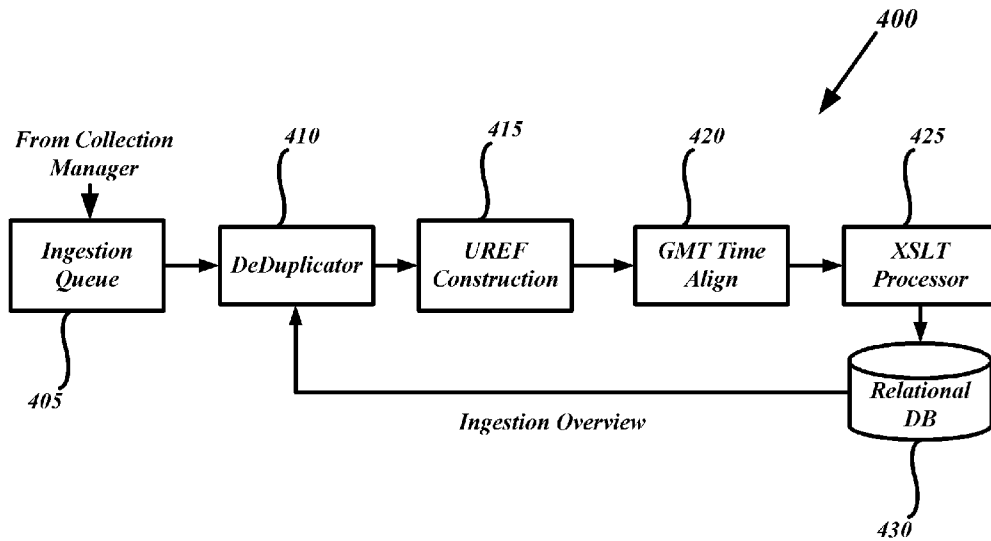 400
From Collection
Manager
410
415
420
425
Ingestion
Queue
DeDuplicator
UREF
Construction
GMT Time
Align
XSLT
Processor
405
Relational
DB
Ingestion Overview
430